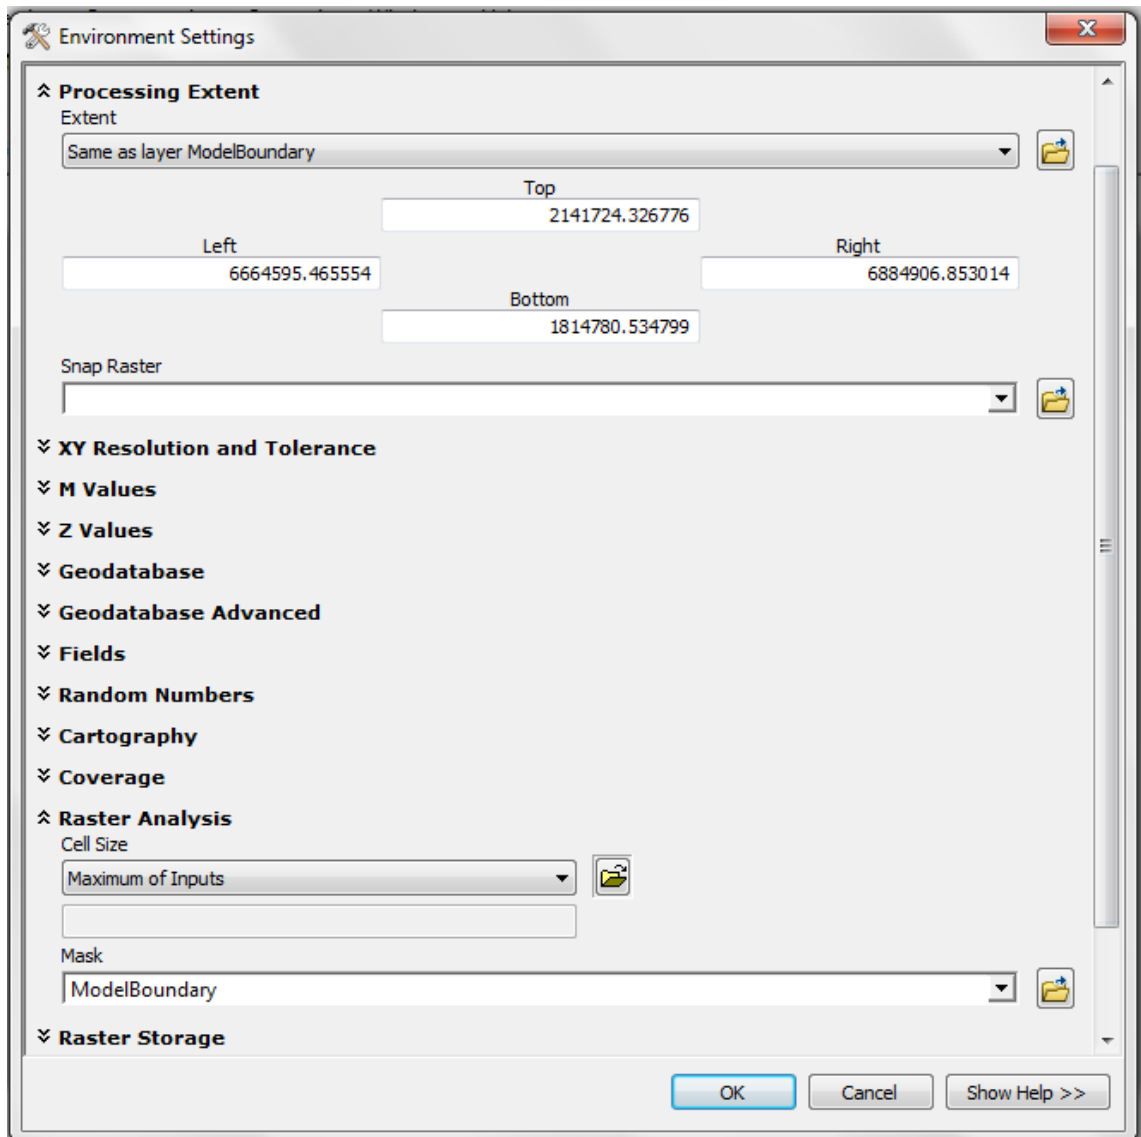 Environment Settings
Processing Extent
Extent
Same as layer ModelBoundary
Top
2141724.326776
Left
Right
6664595.465554
6884906.853014
Bottom
1814780.534799
Snap Raster
XY Resolution and Tolerance
M Values
Z Values
Geodatabase
Geodatabase Advanced
Fields
Random Numbers
Cartography
Coverage
Raster Analysis
Cell Size
Maximum of Inputs
Mask
ModelBoundary
Raster Storage
OK
Cancel
Show Help >>